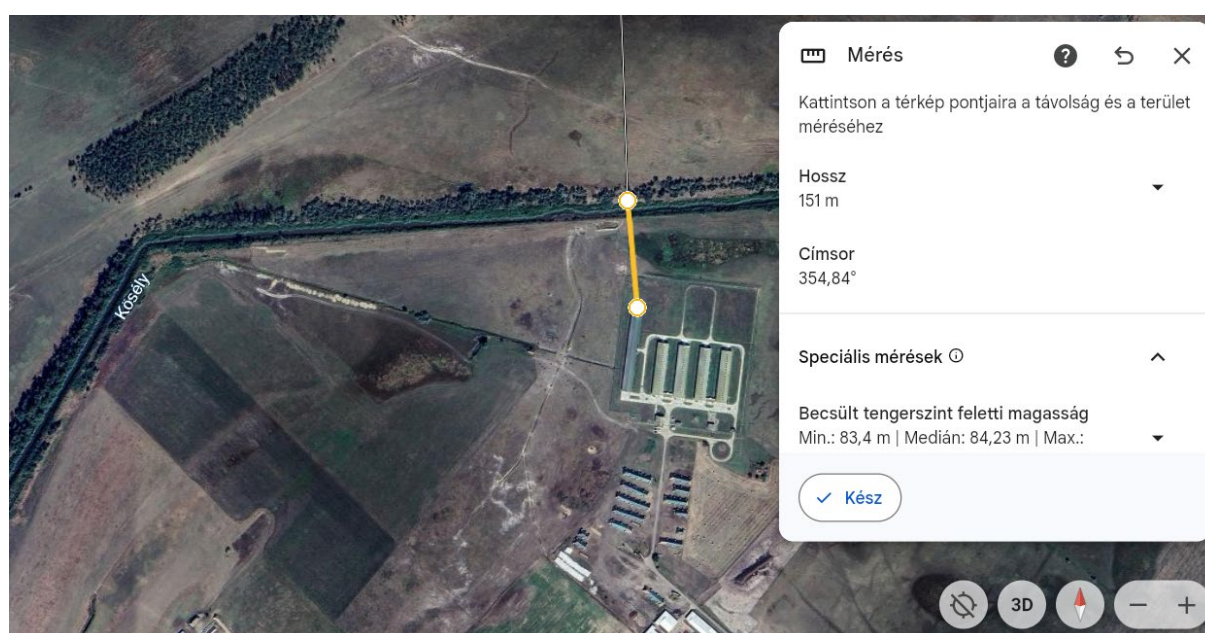 Mérés
Kattintson a térkép pontjaira a távolság és a terület
méréséhez
Hossz
151 m
Címsor
354,84°
Speciális mérések
Becsült tengerszint feletti magasság
Min.: 83,4 m | Medián: 84,23 m | Max.:
Kész
Kösély
3D